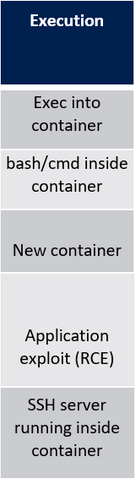 Execution
Exec into
container
bash/cmd inside
container
New container
Application
exploit (RCE)
SSH server
running inside
container